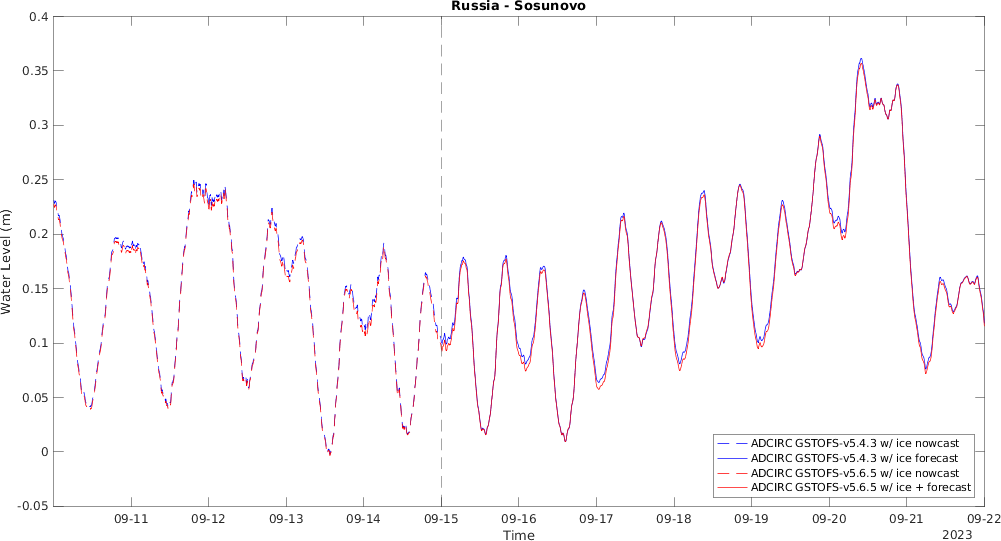 Russia - Sosunovo
0.4
0.35
0.3
0.25
0.2
0.15
0.1
0.05
0
-0.05
Water Level (m)
09-11 09-12 09-13 09-14 09-15 09-16 09-17 09-18 09-19 09-20 09-21 09-22
Time
2023
ADCIRC GSTOFS-v5.4.3 w/ ice nowcast
ADCIRC GSTOFS-v5.4.3 w/ ice forecast
ADCIRC GSTOFS-v5.6.5 w/ ice nowcast
ADCIRC GSTOFS-v5.6.5 w/ ice + forecast